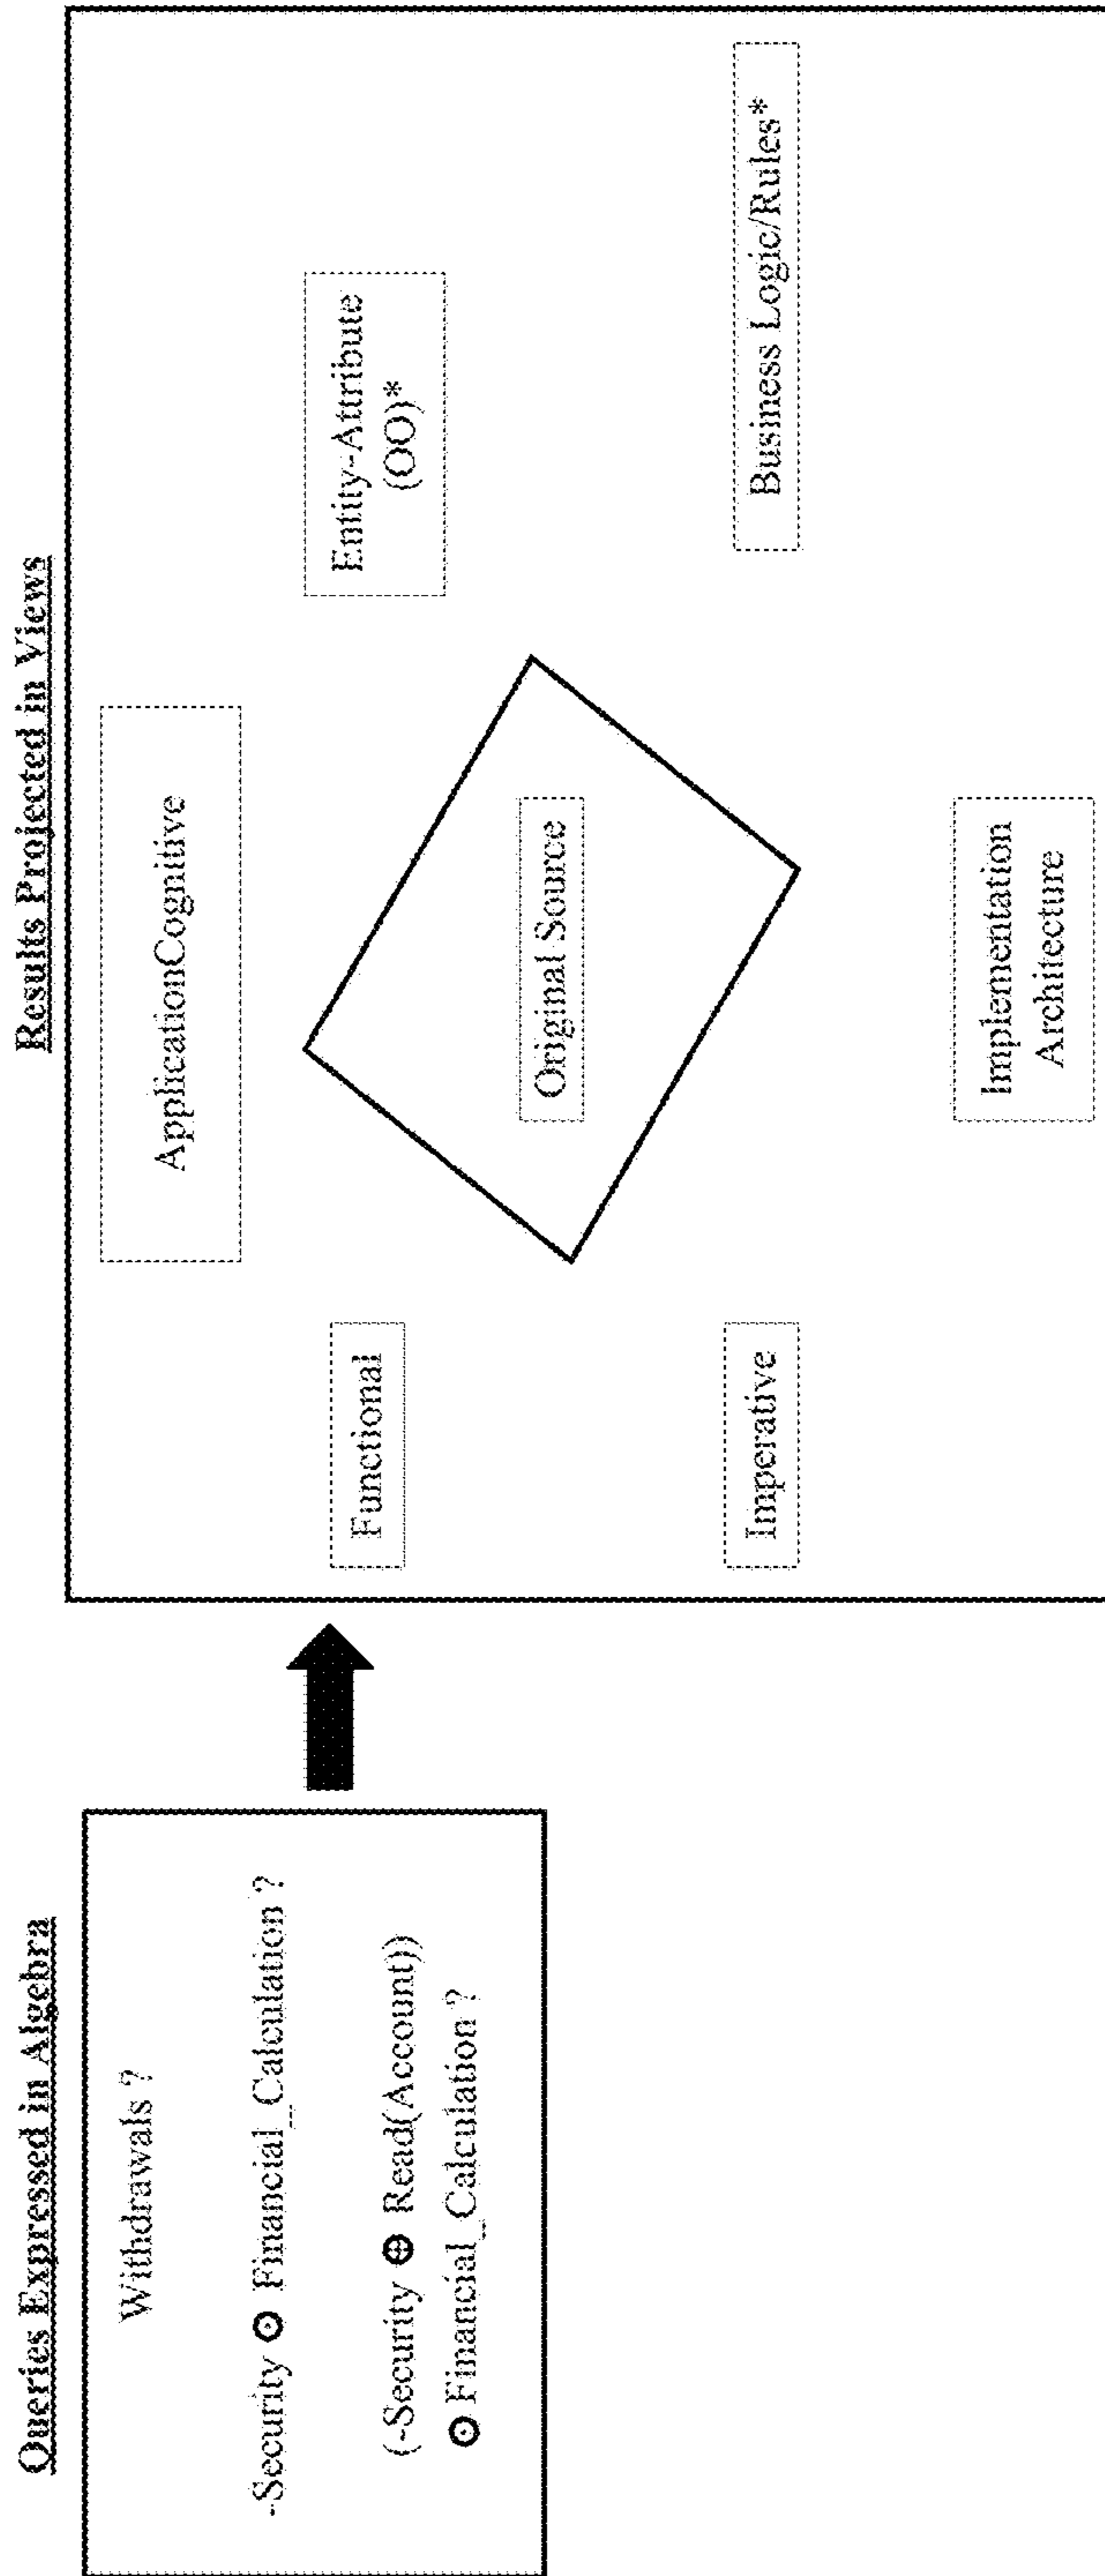 Queries Expressed in Algebra
Withdrawals ?
~Security ⊙ Financial_Calculation ?
(~Security ⊕ Read(Account))
⊙ Financial_Calculation ?
Results Projected in Views
ApplicationCognitive
Functional
Entity-Attribute
(OO)*
Original Source
Imperative
Business Logic/Rules*
Implementation
Architecture